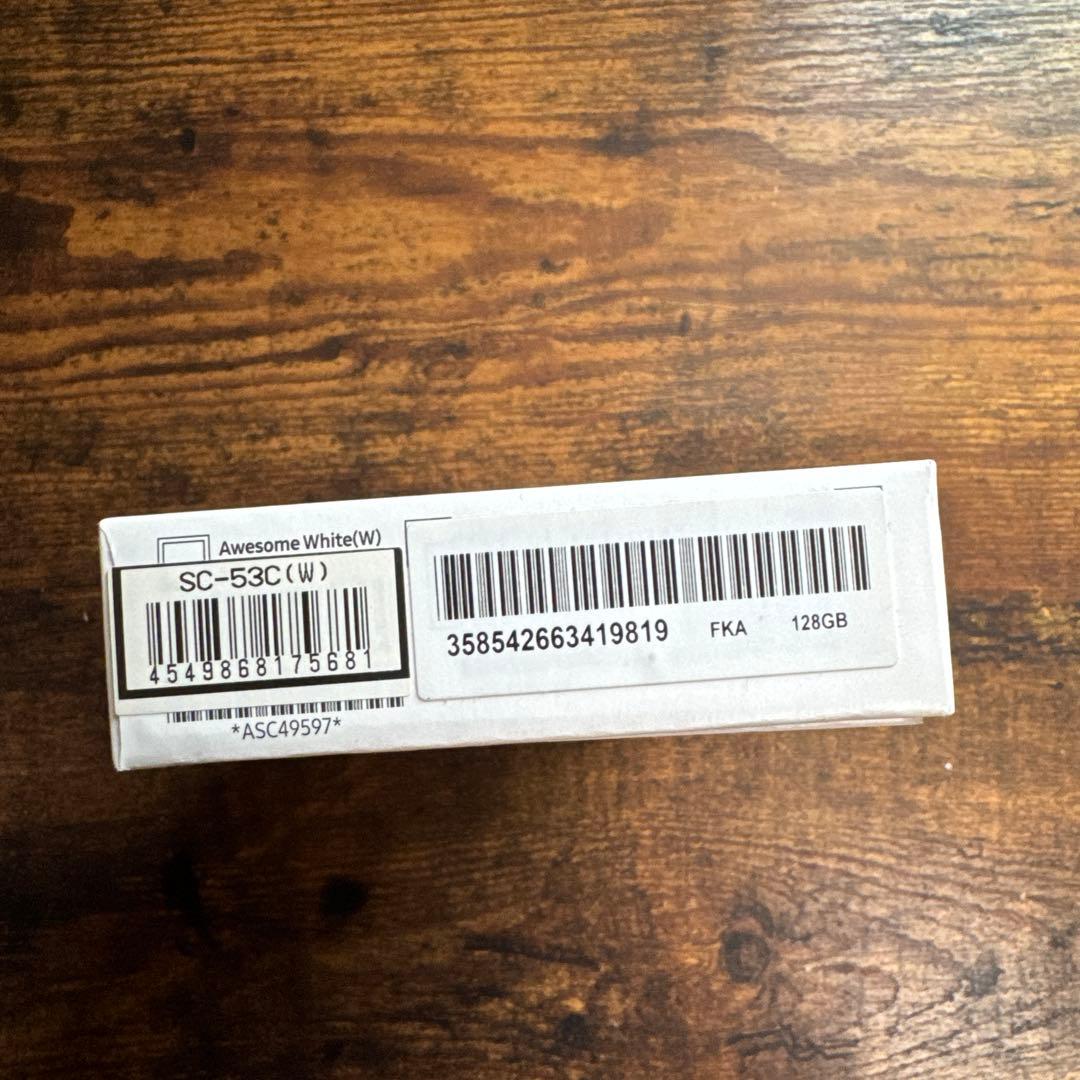 Awesome White(W)
SC-53C(W)
4549868175681
*ASC49597*
358542663419819 FKA 128GB